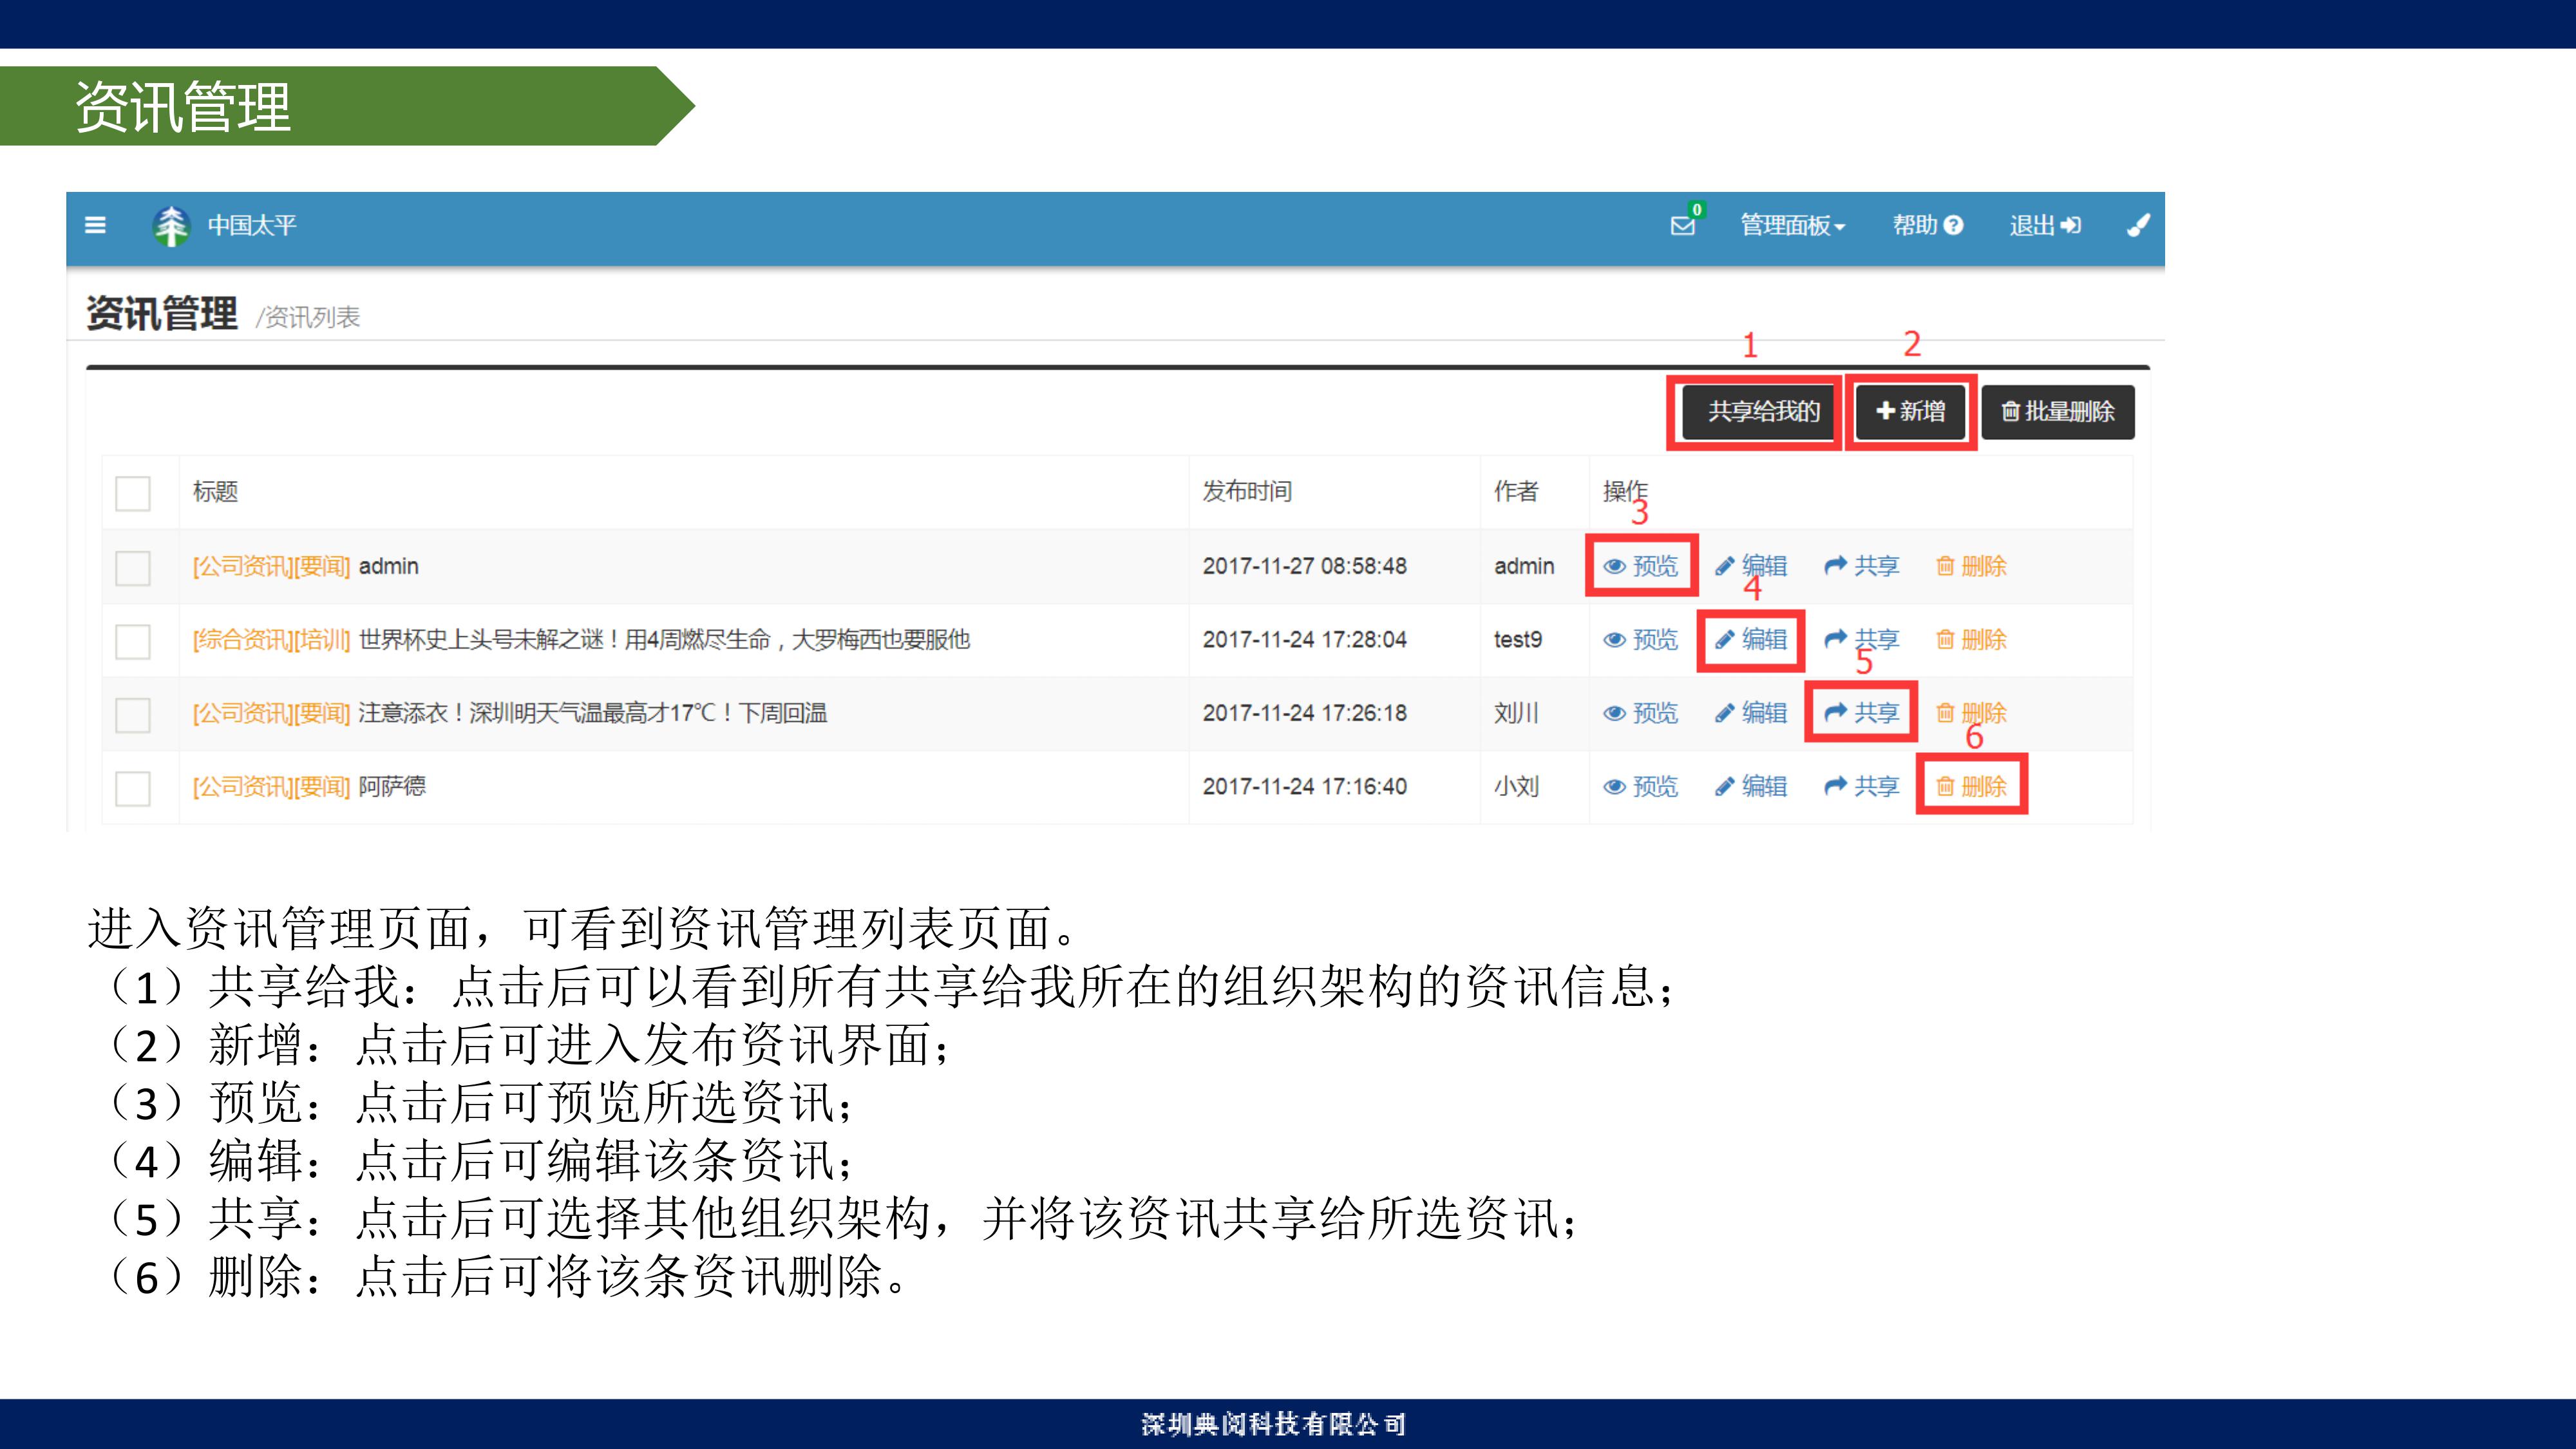 资讯管理
中国太平 0 管理面板 帮助 退出
资讯管理 /资讯列表
1 2
共享给我的 新增 批量删除
标题 发布时间 作者 操作
3
[公司资讯][要闻] admin 2017-11-27 08:58:48 admin 预览 编辑 共享 删除
4
[综合资讯][培训] 世界杯史上头号未解之谜！用4周燃尽生命，大罗梅西也要服他 2017-11-24 17:28:04 test9 预览 编辑 共享 删除
5
[公司资讯][要闻] 注意添衣！深圳明天气温最高才17℃！下周回温 2017-11-24 17:26:18 刘川 预览 编辑 共享 删除
6
[公司资讯][要闻] 阿萨德 2017-11-24 17:16:40 小刘 预览 编辑 共享 删除
进入资讯管理页面，可看到资讯管理列表页面。
（1）共享给我：点击后可以看到所有共享给我所在的组织架构的资讯信息；
（2）新增：点击后可进入发布资讯界面；
（3）预览：点击后可预览所选资讯；
（4）编辑：点击后可编辑该条资讯；
（5）共享：点击后可选择其他组织架构，并将该资讯共享给所选资讯；
（6）删除：点击后可将该条资讯删除。
深圳典阅科技有限公司